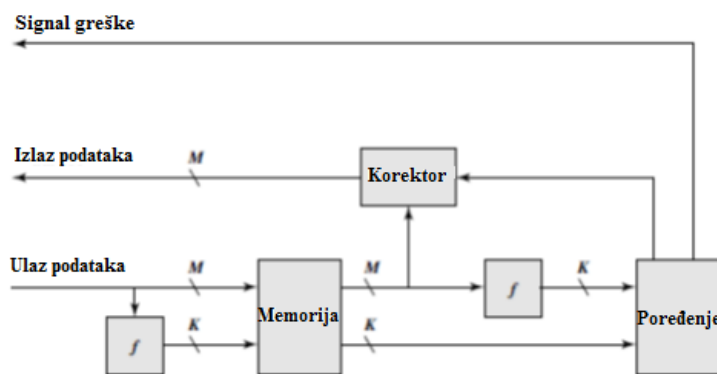 Signal greške
Izlaz podataka
M
Korektor
Ulaz podataka
M
M
K
f
Memorija
Poređenje
f
K
K